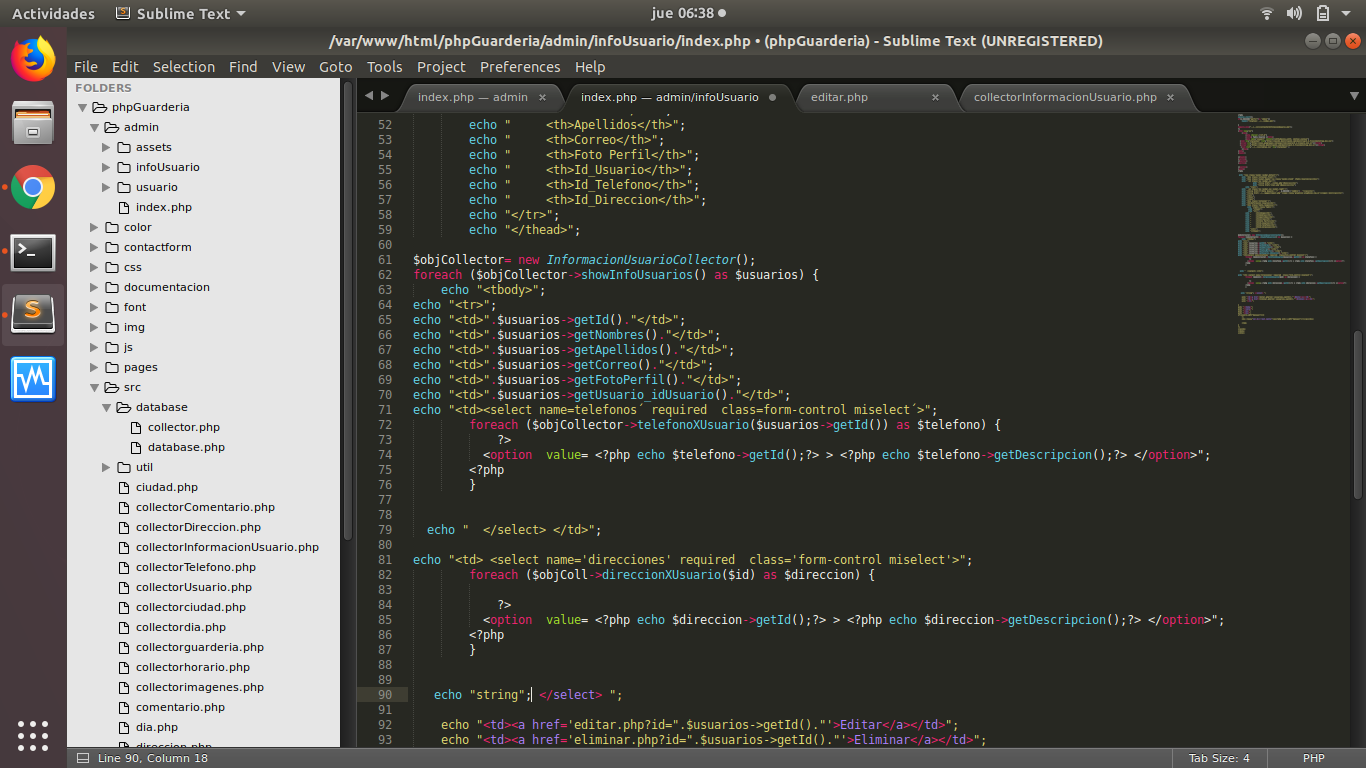 Actividades
Sublime Text
jue 06:38
/var/www/html/phpGuarderia/admin/infoUsuario/index.php • (phpGuarderia) - Sublime Text (UNREGISTERED)
File Edit Selection Find View Goto Tools Project Preferences Help
FOLDERS
phpGuarderia
admin
assets
infoUsuario
usuario
index.php
color
contactform
css
documentacion
font
img
js
pages
src
database
collector.php
database.php
util
ciudad.php
collectorComentario.php
collectorDireccion.php
collectorInformacionUsuario.php
collectorTelefono.php
collectorUsuario.php
collectorciudad.php
collectordia.php
collectorguarderia.php
collectorhorario.php
collectorimagenes.php
comentario.php
dia.php
direccion.php
index.php — admin
index.php — admin/infoUsuario
editar.php
collectorInformacionUsuario.php
52 echo "     <th>Apellidos</th>";
53 echo "     <th>Correo</th>";
54 echo "     <th>Foto Perfil</th>";
55 echo "     <th>Id_Usuario</th>";
56 echo "     <th>Id_Telefono</th>";
57 echo "     <th>Id_Direccion</th>";
58 echo "</tr>";
59 echo "</thead>";
60
61 $objCollector= new InformacionUsuarioCollector();
62 foreach ($objCollector->showInfoUsuarios() as $usuarios) {
63 echo "<tbody>";
64 echo "<tr>";
65 echo "<td>".$usuarios->getId()."</td>";
66 echo "<td>".$usuarios->getNombres()."</td>";
67 echo "<td>".$usuarios->getApellidos()."</td>";
68 echo "<td>".$usuarios->getCorreo()."</td>";
69 echo "<td>".$usuarios->getFotoPerfil()."</td>";
70 echo "<td>".$usuarios->getUsuario_idUsuario()."</td>";
71 echo "<td><select name=telefonos´ required  class=form-control miselect´>";
72 foreach ($objCollector->telefonoXUsuario($usuarios->getId()) as $telefono) {
73 ?>
74 <option  value= <?php echo $telefono->getId();?> > <?php echo $telefono->getDescripcion();?> </option>";
75 <?php
76 }
77
78
79 echo "  </select> </td>";
80
81 echo "<td> <select name='direcciones' required  class='form-control miselect'>";
82 foreach ($objColl->direccionXUsuario($id) as $direccion) {
83
84 ?>
85 <option  value= <?php echo $direccion->getId();?> > <?php echo $direccion->getDescripcion();?> </option>";
86 <?php
87 }
88
89
90 echo "string"; </select> ";
91
92 echo "<td><a href='editar.php?id=".$usuarios->getId()."'>Editar</a></td>";
93 echo "<td><a href='eliminar.php?id=".$usuarios->getId()."'>Eliminar</a></td>";
Line 90, Column 18
Tab Size: 4
PHP